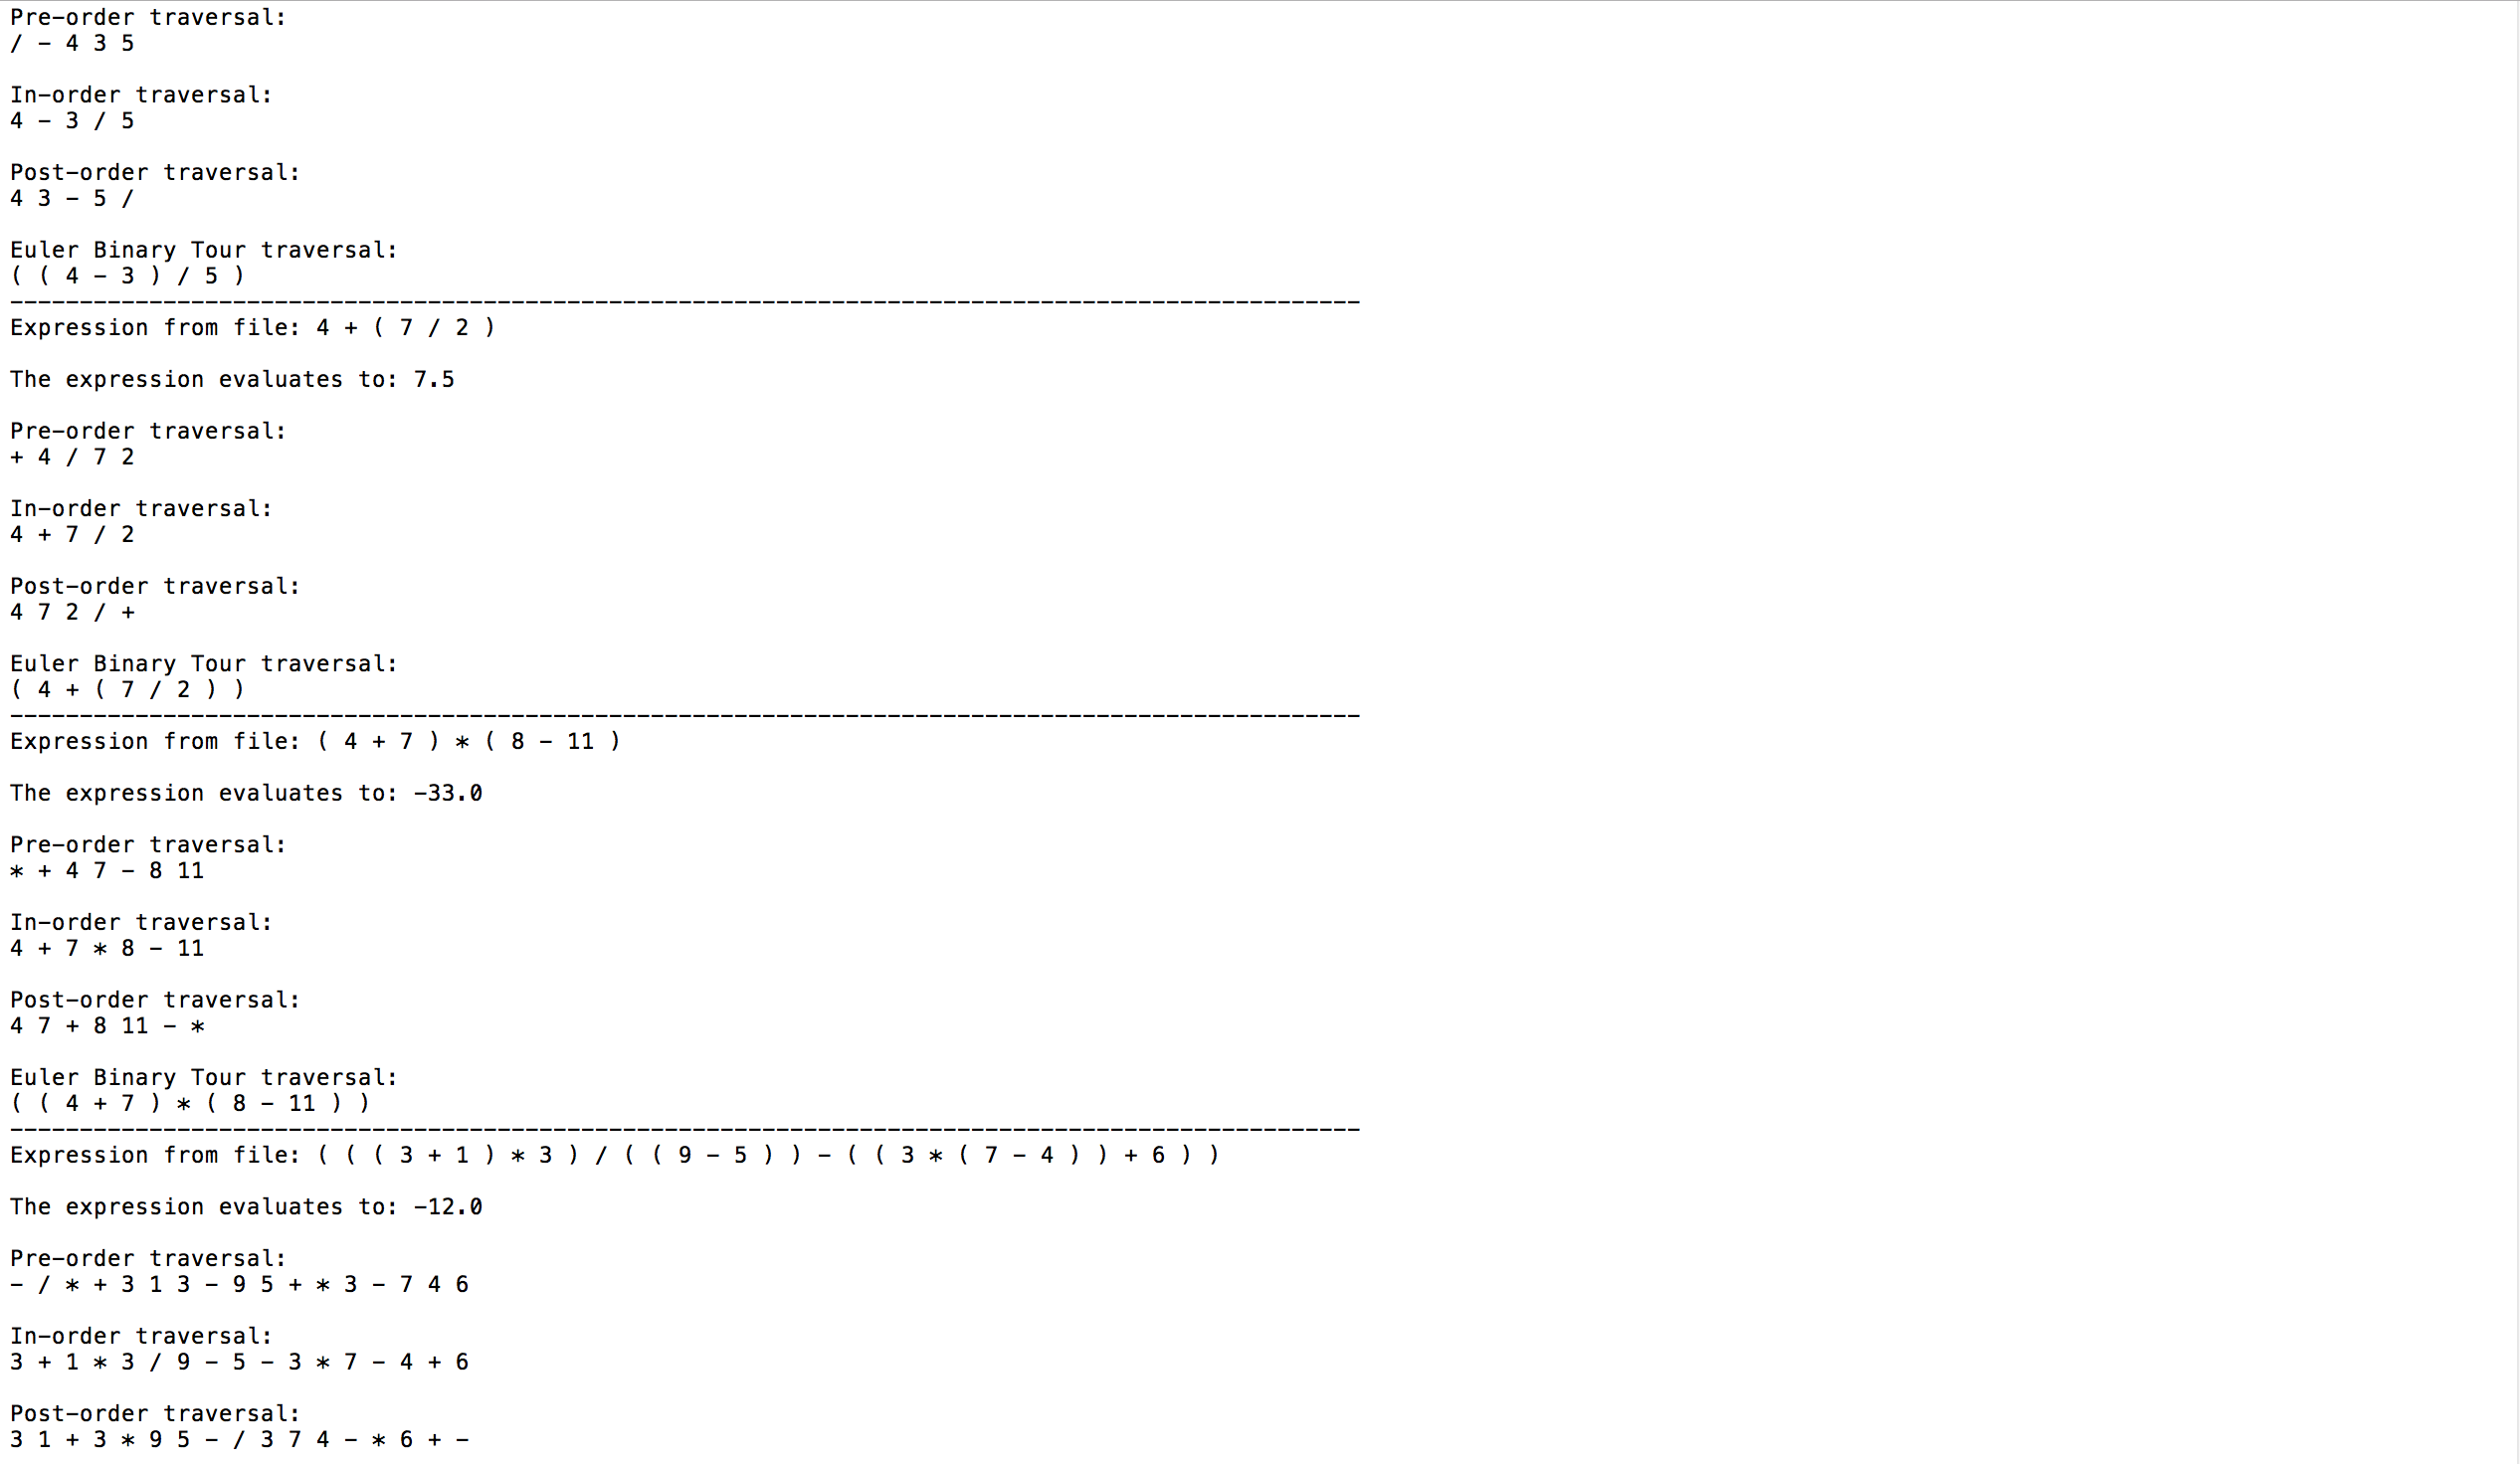 Pre-order traversal:
/ - 4 3 5
In-order traversal:
4 - 3 / 5
Post-order traversal:
4 3 - 5 /
Euler Binary Tour traversal:
( ( 4 - 3 ) / 5 )
-------------------------------------------------------------------------------------------------
Expression from file: 4 + ( 7 / 2 )
The expression evaluates to: 7.5
Pre-order traversal:
+ 4 / 7 2
In-order traversal:
4 + 7 / 2
Post-order traversal:
4 7 2 / +
Euler Binary Tour traversal:
( 4 + ( 7 / 2 ) )
-------------------------------------------------------------------------------------------------
Expression from file: ( 4 + 7 ) * ( 8 - 11 )
The expression evaluates to: -33.0
Pre-order traversal:
* + 4 7 - 8 11
In-order traversal:
4 + 7 * 8 - 11
Post-order traversal:
4 7 + 8 11 - *
Euler Binary Tour traversal:
( ( 4 + 7 ) * ( 8 - 11 ) )
-------------------------------------------------------------------------------------------------
Expression from file: ( ( ( 3 + 1 ) * 3 ) / ( ( 9 - 5 ) ) - ( ( 3 * ( 7 - 4 ) ) + 6 ) )
The expression evaluates to: -12.0
Pre-order traversal:
- / * + 3 1 3 - 9 5 + * 3 - 7 4 6
In-order traversal:
3 + 1 * 3 / 9 - 5 - 3 * 7 - 4 + 6
Post-order traversal:
3 1 + 3 * 9 5 - / 3 7 4 - * 6 + -